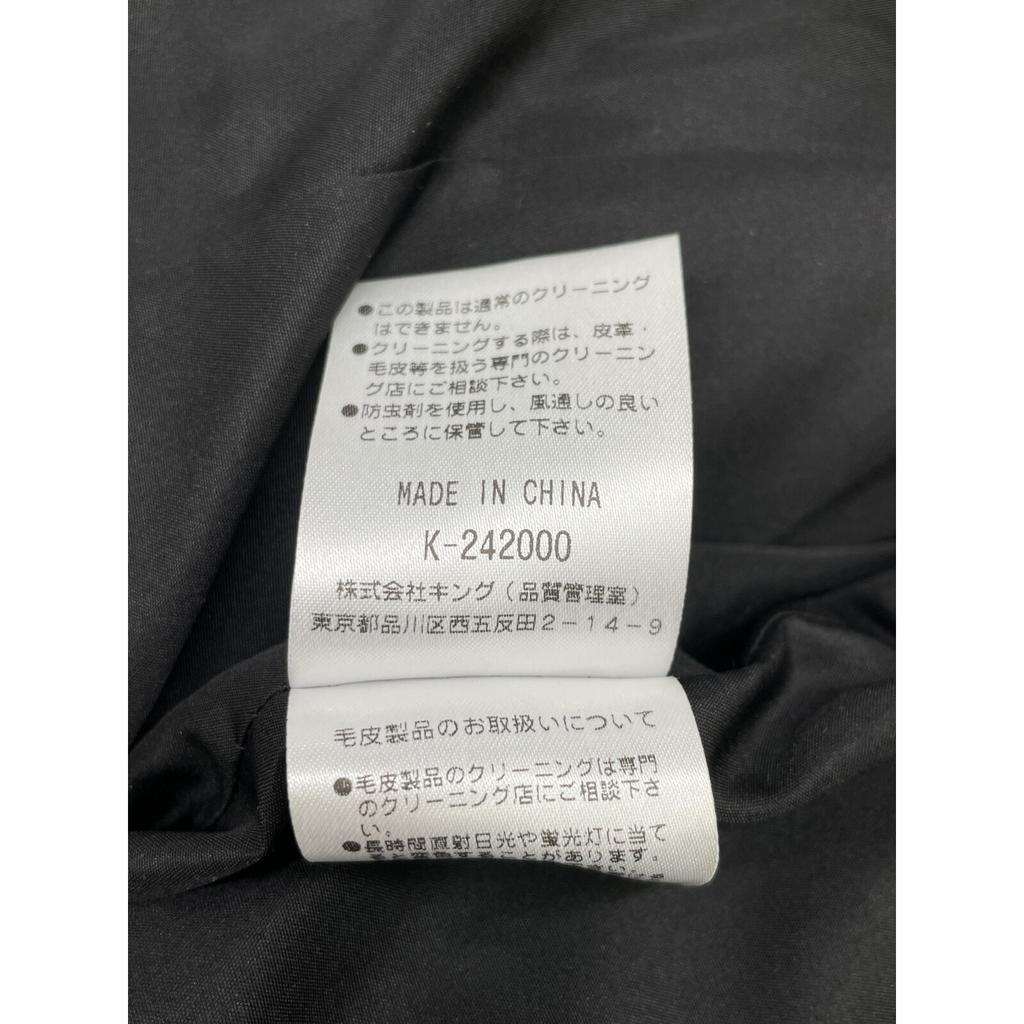 ●この製品は通常のクリーニング
はできません。
●クリーニングする際は、皮革・
毛皮等を扱う専門のクリーニン
グ店にご相談下さい。
●防虫剤を使用し、風通しの良い
ところに保管して下さい。
MADE IN CHINA
K-242000
株式会社キング(品質管理室)
東京都品川区西五反田2-14-9
毛皮製品のお取扱いについて
●毛皮製品のクリーニングは専門
のクリーニング店にご相談下さ
い。
●長時間直射日光や蛍光灯に当て
ことがあります。